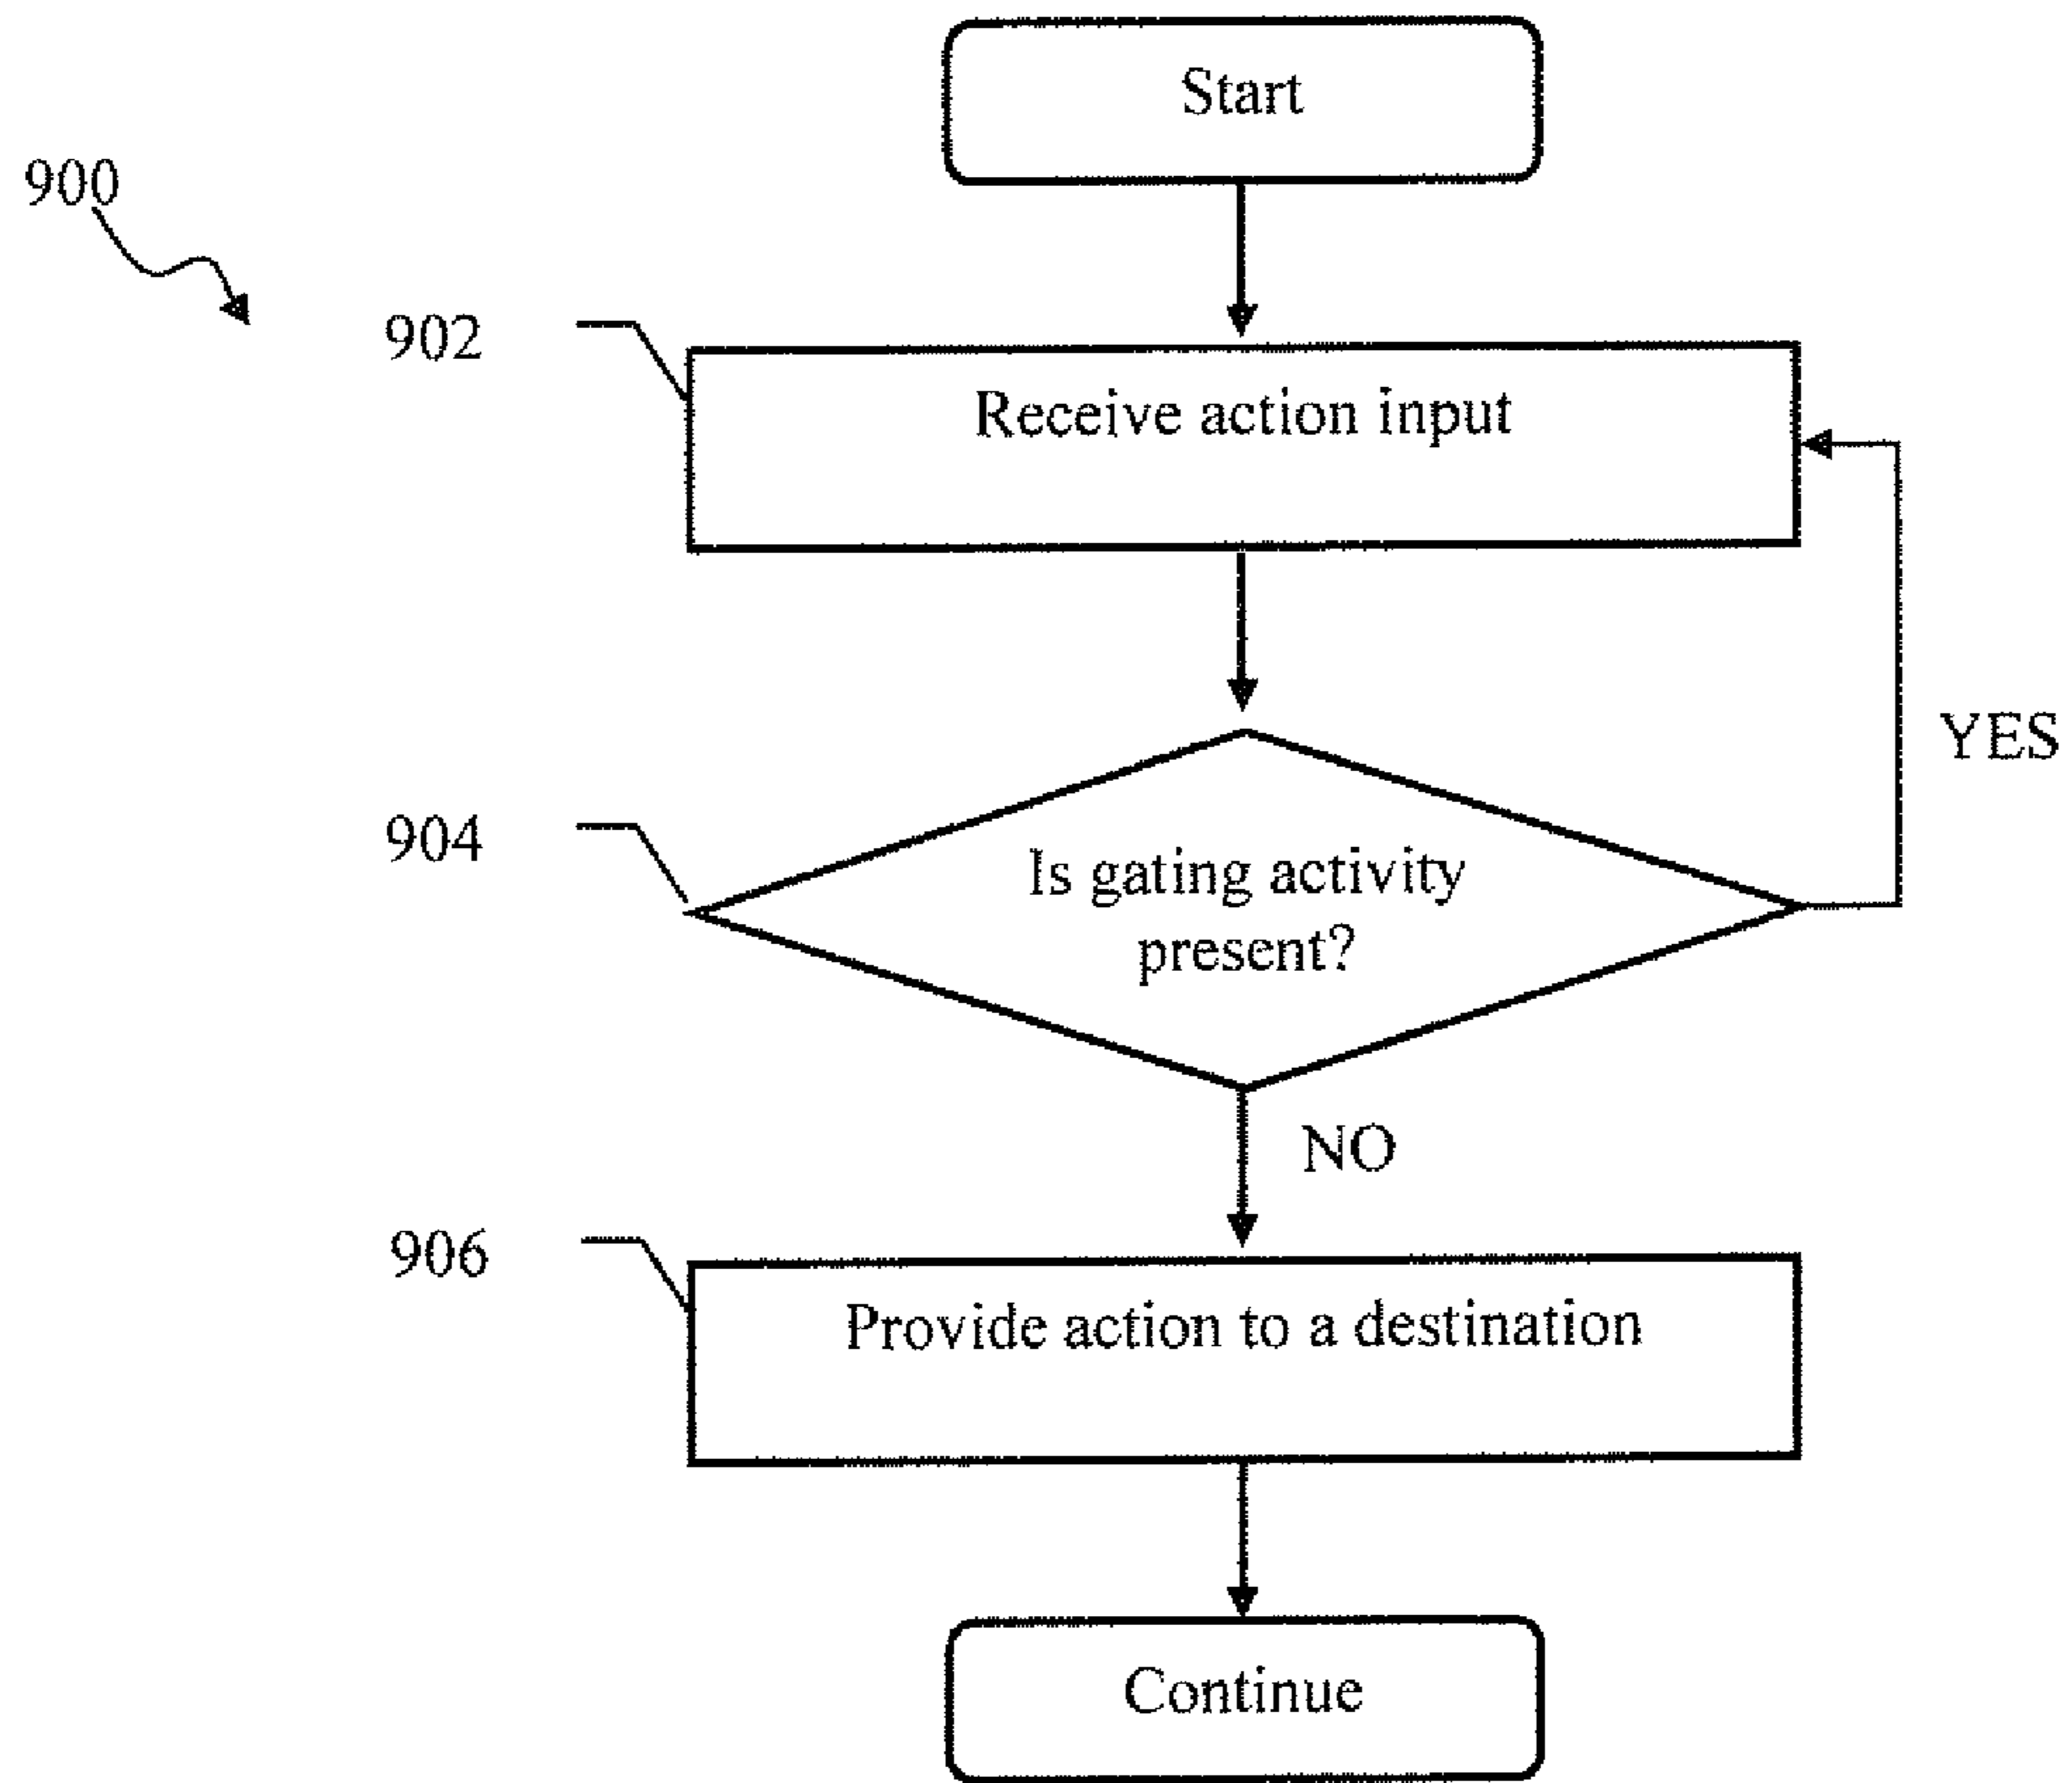 Start
900
902
Receive action input
YES
904
Is gating activity
present?
NO
906
Provide action to a destination
Continue